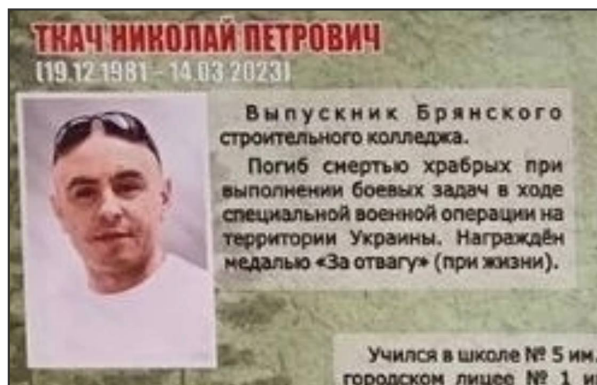 ТКАЧ НИКОЛАЙ ПЕТРОВИЧ
(19.12.1981 - 14.03.2023)
Выпускник Брянского
строительного колледжа.
Погиб смертью храбрых при
выполнении боевых задач в ходе
специальной военной операции на
территории Украины. Награждён
медалью «За отвагу» (при жизни).
Учился в школе № 5 им.
городском лицее № 1 и